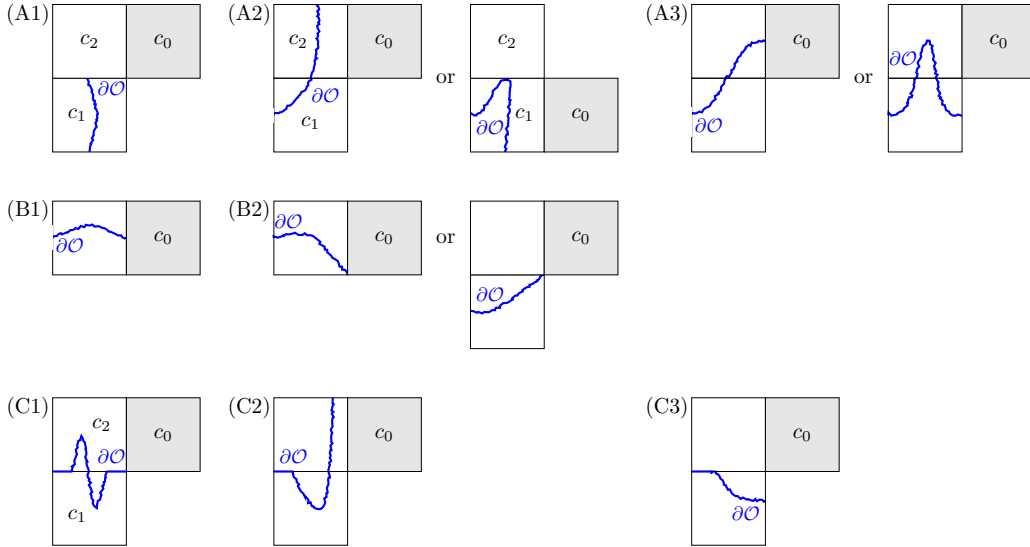 (A1) c₂ c₀ (A2) c₂ c₀ c₂ (A3) c₀ c₀
∂𝒪 or ∂𝒪 or
c₁ ∂𝒪 c₁ ∂𝒪 c₁ c₀ ∂𝒪
(B1) c₀ (B2) ∂𝒪 c₀ or c₀
∂𝒪
∂𝒪
(C1) c₂ c₀ (C2) c₀ (C3) c₀
∂𝒪 ∂𝒪
c₁ ∂𝒪